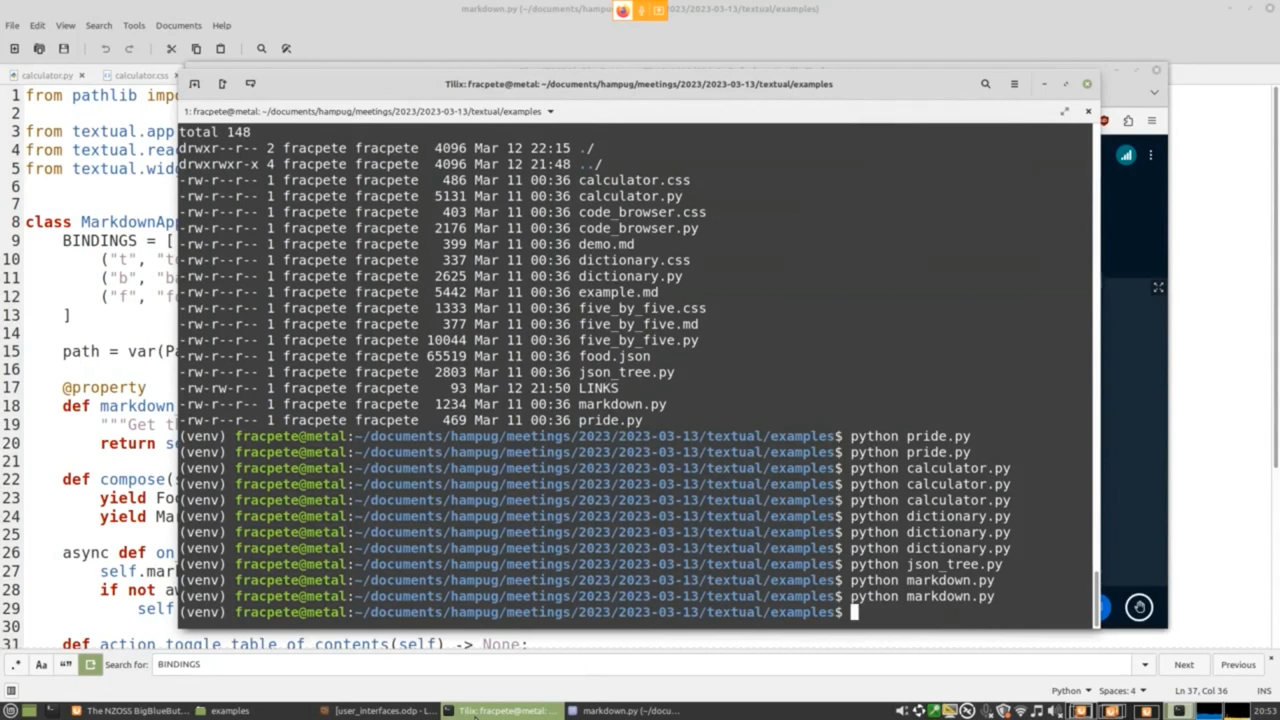 markdown.py (~/documents/hampu 023/2023-03-13/textual/examples)
File Edit View Search Tools Documents Help
calculator.py × calculator.css ×
Tilix: fracpete@metal: ~/documents/hampug/meetings/2023/2023-03-13/textual/examples
1: fracpete@metal: ~/documents/hampug/meetings/2023/2023-03-13/textual/examples
1 from pathlib impo
2
3 from textual.app
4 from textual.rea
5 from textual.widg
6
7
8 class MarkdownApp
9 BINDINGS = [
10 ("t", "to
11 ("b", "ba
12 ("f", "fo
13 ]
14
15 path = var(Pa
16
17 @property
18 def markdown
19 """Get th
20 return se
21
22 def compose(s
23 yield Foo
24 yield Mar
25
26 async def on
27 self.mark
28 if not aw
29 self
30
31 def action_toggle_table_of_contents(self) -> None:
total 148
drwxr--r-- 2 fracpete fracpete 4096 Mar 12 22:15 ./
drwxrwxr-x 4 fracpete fracpete 4096 Mar 12 21:48 ../
-rw-r--r-- 1 fracpete fracpete 486 Mar 11 00:36 calculator.css
-rw-r--r-- 1 fracpete fracpete 5131 Mar 11 00:36 calculator.py
-rw-r--r-- 1 fracpete fracpete 403 Mar 11 00:36 code_browser.css
-rw-r--r-- 1 fracpete fracpete 2176 Mar 11 00:36 code_browser.py
-rw-r--r-- 1 fracpete fracpete 399 Mar 11 00:36 demo.md
-rw-r--r-- 1 fracpete fracpete 337 Mar 11 00:36 dictionary.css
-rw-r--r-- 1 fracpete fracpete 2625 Mar 11 00:36 dictionary.py
-rw-r--r-- 1 fracpete fracpete 5442 Mar 11 00:36 example.md
-rw-r--r-- 1 fracpete fracpete 1333 Mar 11 00:36 five_by_five.css
-rw-r--r-- 1 fracpete fracpete 377 Mar 11 00:36 five_by_five.md
-rw-r--r-- 1 fracpete fracpete 10044 Mar 11 00:36 five_by_five.py
-rw-r--r-- 1 fracpete fracpete 65519 Mar 11 00:36 food.json
-rw-r--r-- 1 fracpete fracpete 2803 Mar 11 00:36 json_tree.py
-rw-rw-r-- 1 fracpete fracpete 93 Mar 12 21:50 LINKS
-rw-r--r-- 1 fracpete fracpete 1234 Mar 11 00:36 markdown.py
-rw-r--r-- 1 fracpete fracpete 469 Mar 11 00:36 pride.py
(venv) fracpete@metal:~/documents/hampug/meetings/2023/2023-03-13/textual/examples$ python pride.py
(venv) fracpete@metal:~/documents/hampug/meetings/2023/2023-03-13/textual/examples$ python pride.py
(venv) fracpete@metal:~/documents/hampug/meetings/2023/2023-03-13/textual/examples$ python calculator.py
(venv) fracpete@metal:~/documents/hampug/meetings/2023/2023-03-13/textual/examples$ python calculator.py
(venv) fracpete@metal:~/documents/hampug/meetings/2023/2023-03-13/textual/examples$ python calculator.py
(venv) fracpete@metal:~/documents/hampug/meetings/2023/2023-03-13/textual/examples$ python dictionary.py
(venv) fracpete@metal:~/documents/hampug/meetings/2023/2023-03-13/textual/examples$ python dictionary.py
(venv) fracpete@metal:~/documents/hampug/meetings/2023/2023-03-13/textual/examples$ python dictionary.py
(venv) fracpete@metal:~/documents/hampug/meetings/2023/2023-03-13/textual/examples$ python json_tree.py
(venv) fracpete@metal:~/documents/hampug/meetings/2023/2023-03-13/textual/examples$ python markdown.py
(venv) fracpete@metal:~/documents/hampug/meetings/2023/2023-03-13/textual/examples$ python markdown.py
(venv) fracpete@metal:~/documents/hampug/meetings/2023/2023-03-13/textual/examples$
.* Aa “” Search for: BINDINGS Next Previous
Python Spaces: 4 Ln 37, Col 36 INS
The NZOSS BigBlueBut... examples [user_interfaces.odp - L... Tilix: fracpete@metal: ... markdown.py (~/docu... 20:53